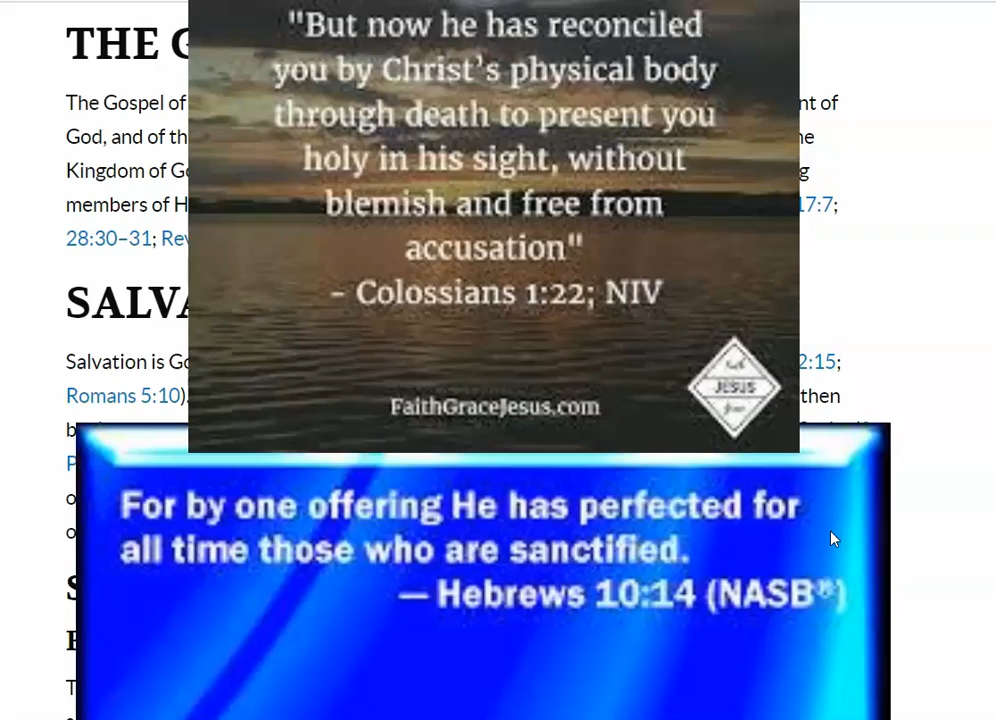 THE G
The Gospel of
God, and of th
Kingdom of Go
members of H
28:30–31; Rev
nt of
he
g
17:7;
SALVA
Salvation is Go
Romans 5:10).
b
P
o
o
2:15;
then
"But now he has reconciled
you by Christ's physical body
through death to present you
holy in his sight, without
blemish and free from
accusation"
- Colossians 1:22; NIV
FaithGraceJesus.com
JESUS
For by one offering He has perfected for
all time those who are sanctified.
— Hebrews 10:14 (NASB®)